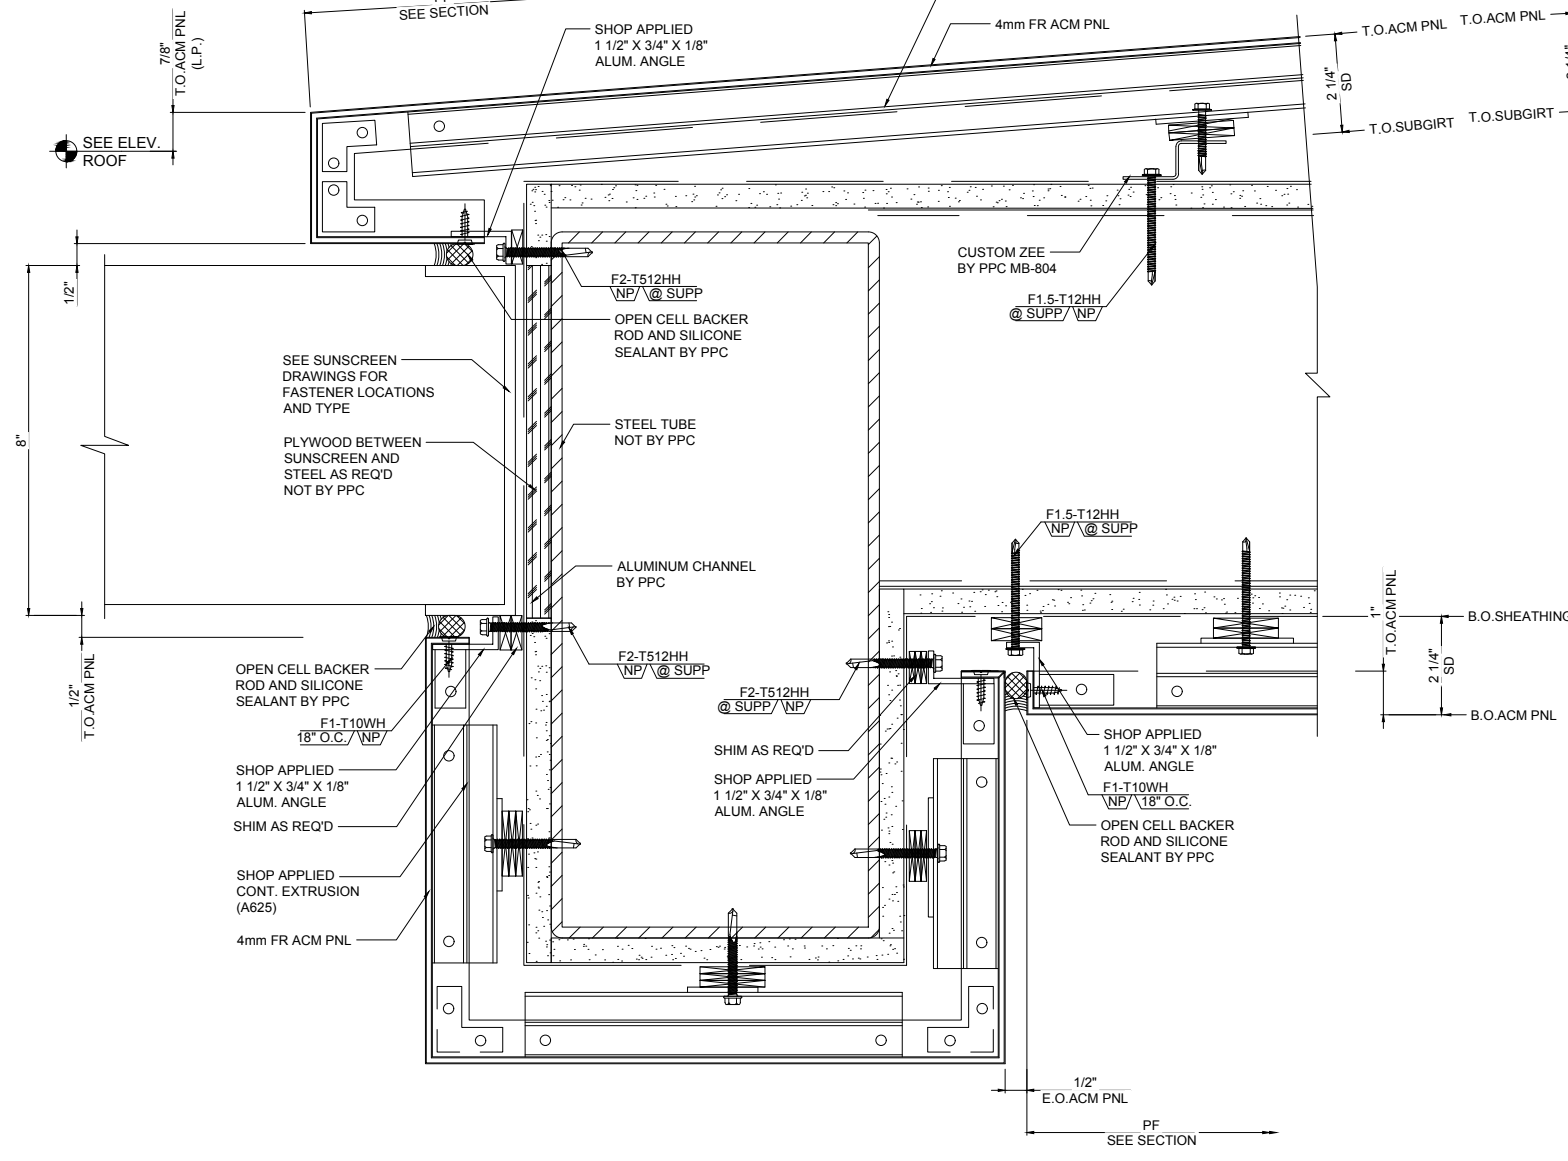 SEE SECTION
7/8"
T.O.ACM PNL
(L.P.)
SHOP APPLIED
1 1/2" X 3/4" X 1/8"
ALUM. ANGLE
4mm FR ACM PNL
T.O.ACM PNL
T.O.ACM PNL
2 1/4"
SD
T.O.SUBGIRT
T.O.SUBGIRT
SEE ELEV.
ROOF
1/2"
8"
CUSTOM ZEE
BY PPC MB-804
F1.5-T12HH
@ SUPP NP
F2-T512HH
NP @ SUPP
OPEN CELL BACKER
ROD AND SILICONE
SEALANT BY PPC
SEE SUNSCREEN
DRAWINGS FOR
FASTENER LOCATIONS
AND TYPE
STEEL TUBE
NOT BY PPC
PLYWOOD BETWEEN
SUNSCREEN AND
STEEL AS REQ'D
NOT BY PPC
F1.5-T12HH
NP @ SUPP
ALUMINUM CHANNEL
BY PPC
1"
T.O.ACM PNL
B.O.SHEATHING
2 1/4"
SD
B.O.ACM PNL
1/2"
T.O.ACM PNL
OPEN CELL BACKER
ROD AND SILICONE
SEALANT BY PPC
F2-T512HH
NP @ SUPP
F2-T512HH
@ SUPP NP
F1-T10WH
18" O.C. NP
SHIM AS REQ'D
SHOP APPLIED
1 1/2" X 3/4" X 1/8"
ALUM. ANGLE
SHOP APPLIED
1 1/2" X 3/4" X 1/8"
ALUM. ANGLE
SHOP APPLIED
1 1/2" X 3/4" X 1/8"
ALUM. ANGLE
F1-T10WH
NP 18" O.C.
SHIM AS REQ'D
OPEN CELL BACKER
ROD AND SILICONE
SEALANT BY PPC
SHOP APPLIED
CONT. EXTRUSION
(A625)
4mm FR ACM PNL
1/2"
E.O.ACM PNL
PF
SEE SECTION